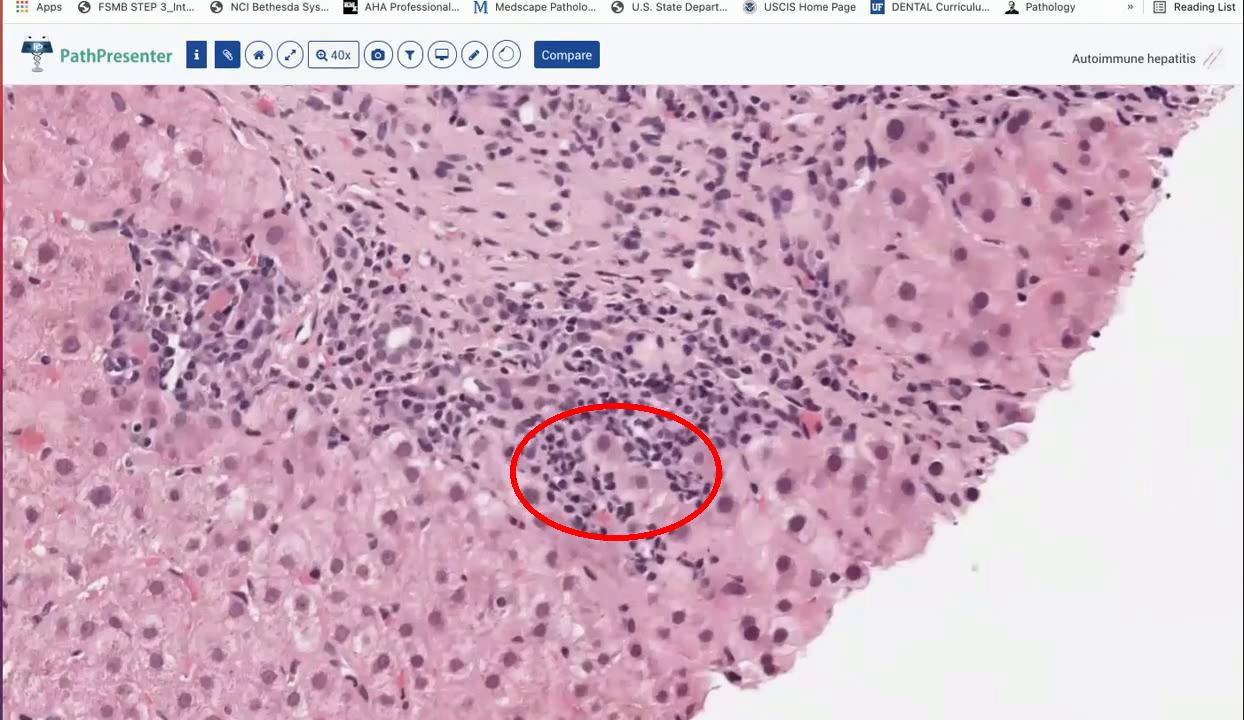 Apps FSMB STEP 3_Int... NCI Bethesda Sys... AHA Professional... Medscape Patholo... U.S. State Depart... USCIS Home Page UF DENTAL Curriculu... Pathology » Reading List
PathPresenter i 40x Compare Autoimmune hepatitis